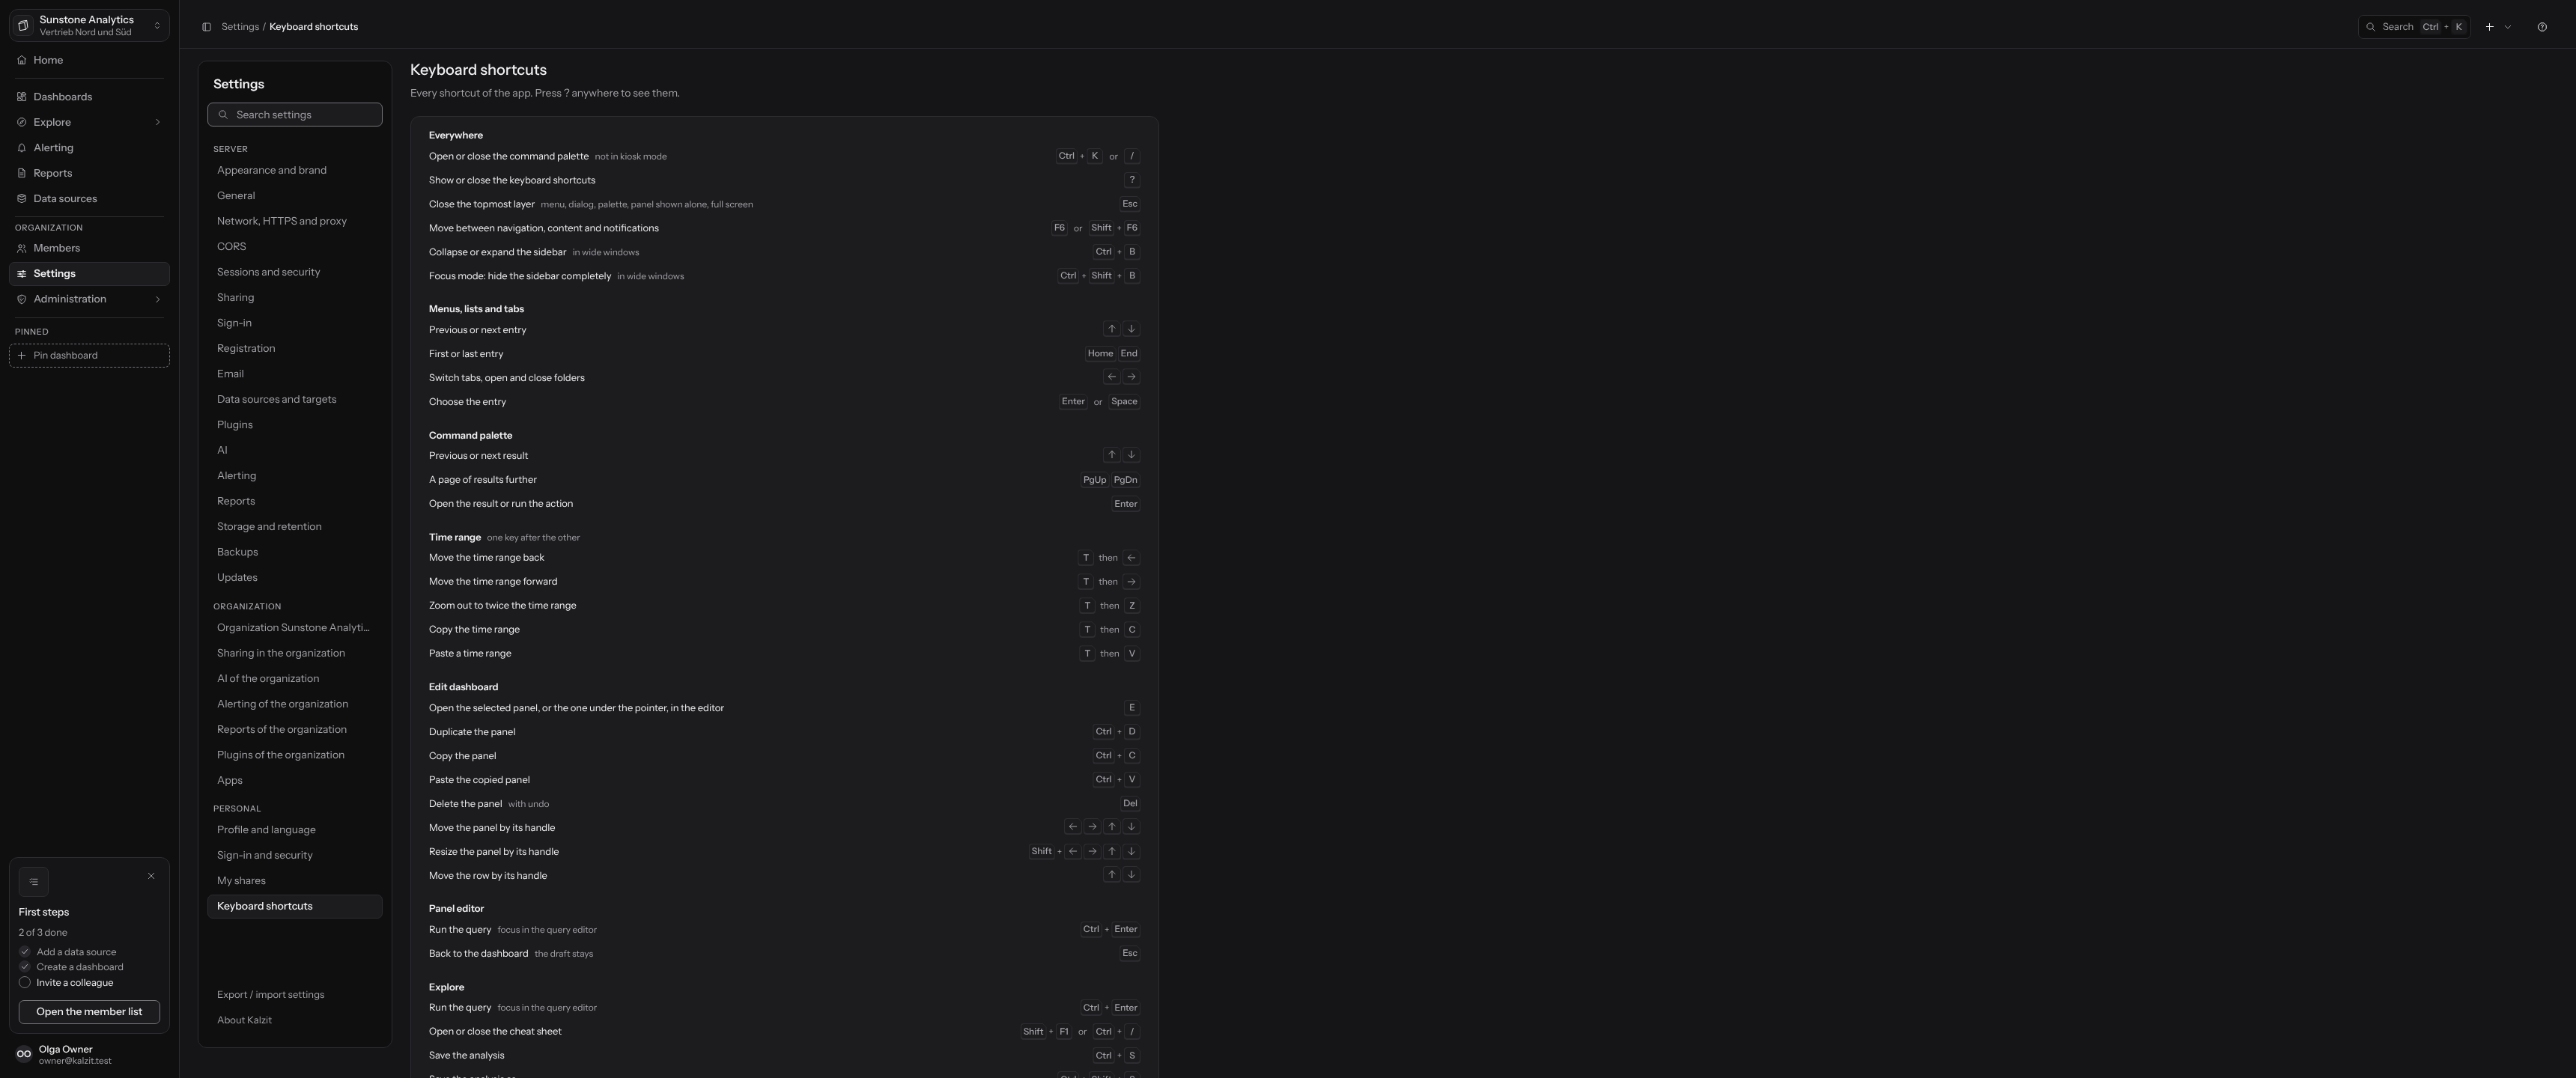 Sunstone Analytics
Vertrieb Nord und Süd
Home
Dashboards
Explore
Alerting
Reports
Data sources
ORGANIZATION
Members
Settings
Administration
PINNED
Pin dashboard
First steps
2 of 3 done
Add a data source
Create a dashboard
Invite a colleague
Open the member list
OO
Olga Owner
owner@kalzit.test
Settings / Keyboard shortcuts
Search Ctrl + K
Settings
Search settings
SERVER
Appearance and brand
General
Network, HTTPS and proxy
CORS
Sessions and security
Sharing
Sign-in
Registration
Email
Data sources and targets
Plugins
AI
Alerting
Reports
Storage and retention
Backups
Updates
ORGANIZATION
Organization Sunstone Analyti...
Sharing in the organization
AI of the organization
Alerting of the organization
Reports of the organization
Plugins of the organization
Apps
PERSONAL
Profile and language
Sign-in and security
My shares
Keyboard shortcuts
Export / import settings
About Kalzit
Keyboard shortcuts
Every shortcut of the app. Press ? anywhere to see them.
Everywhere
Open or close the command palette not in kiosk mode Ctrl + K or /
Show or close the keyboard shortcuts ?
Close the topmost layer menu, dialog, palette, panel shown alone, full screen Esc
Move between navigation, content and notifications F6 or Shift + F6
Collapse or expand the sidebar in wide windows Ctrl + B
Focus mode: hide the sidebar completely in wide windows Ctrl + Shift + B
Menus, lists and tabs
Previous or next entry ↑ ↓
First or last entry Home End
Switch tabs, open and close folders ← →
Choose the entry Enter or Space
Command palette
Previous or next result ↑ ↓
A page of results further PgUp PgDn
Open the result or run the action Enter
Time range one key after the other
Move the time range back T then ←
Move the time range forward T then →
Zoom out to twice the time range T then Z
Copy the time range T then C
Paste a time range T then V
Edit dashboard
Open the selected panel, or the one under the pointer, in the editor E
Duplicate the panel Ctrl + D
Copy the panel Ctrl + C
Paste the copied panel Ctrl + V
Delete the panel with undo Del
Move the panel by its handle ← → ↑ ↓
Resize the panel by its handle Shift + ← → ↑ ↓
Move the row by its handle ↑ ↓
Panel editor
Run the query focus in the query editor Ctrl + Enter
Back to the dashboard the draft stays Esc
Explore
Run the query focus in the query editor Ctrl + Enter
Open or close the cheat sheet Shift + F1 or Ctrl + /
Save the analysis Ctrl + S